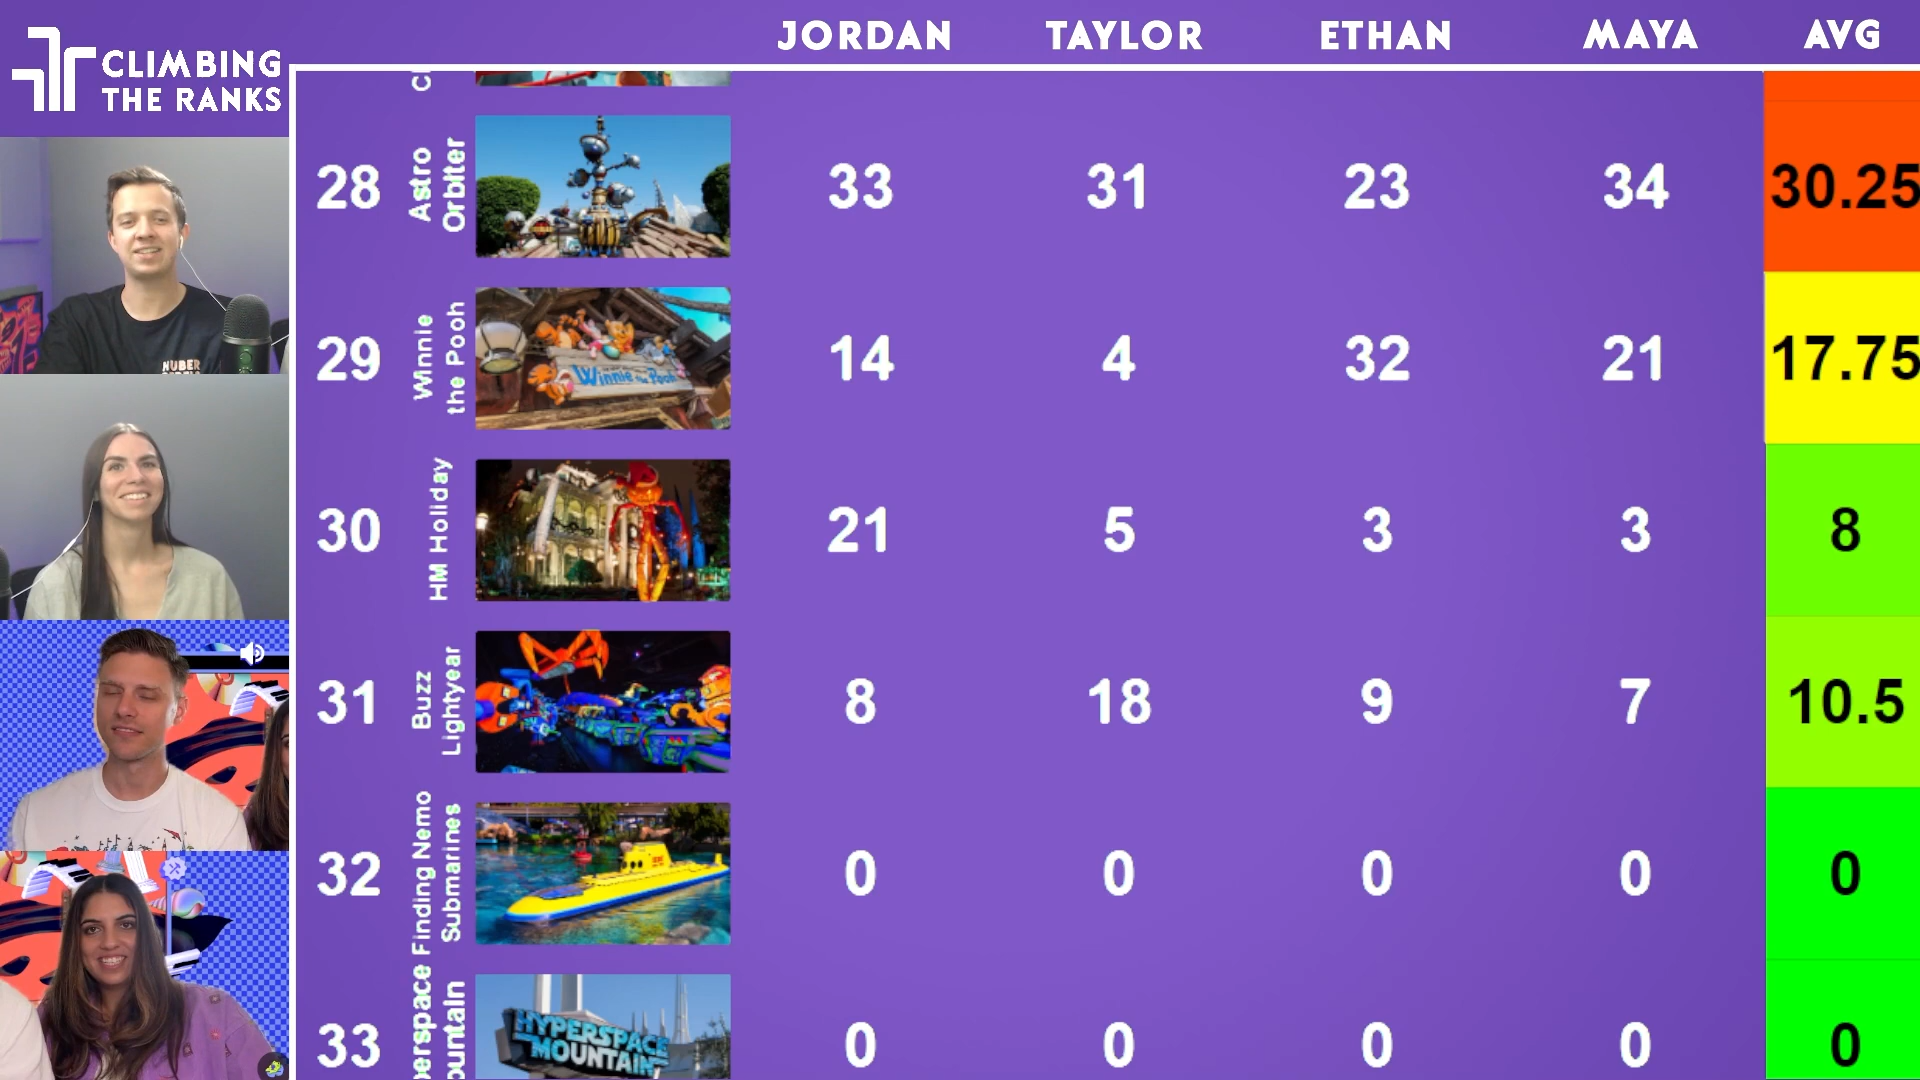 CLIMBING
THE RANKS
JORDAN TAYLOR ETHAN MAYA AVG
28 Astro
Orbiter 33 31 23 34 30.25
29 Winnie
the Pooh 14 4 32 21 17.75
Winnie the Pooh
30 HM Holiday 21 5 3 3 8
31 Buzz
Lightyear 8 18 9 7 10.5
32 Finding Nemo
Submarines 0 0 0 0 0
33 erspace
ountain 0 0 0 0 0
HYPERSPACE
MOUNTAIN
HUBER